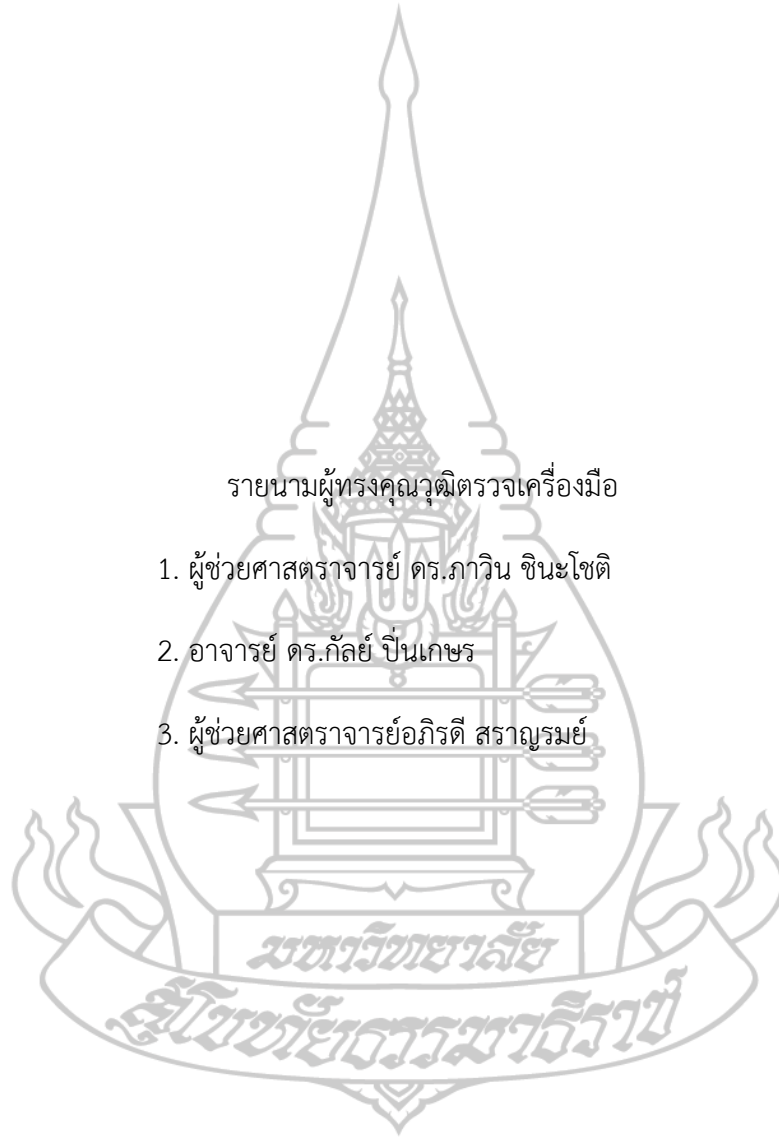 รายนามผู้ทรงคุณวุฒิตรวจเครื่องมือ
1. ผู้ช่วยศาสตราจารย์ ดร.ภาวิน ชินะโชติ
2. อาจารย์ ดร.กัลย์ ปิ่นเกษร
3. ผู้ช่วยศาสตราจารย์อภิรดี สราญรมย์
มหาวิทยาลัย
สุโขทัยธรรมาธิราช